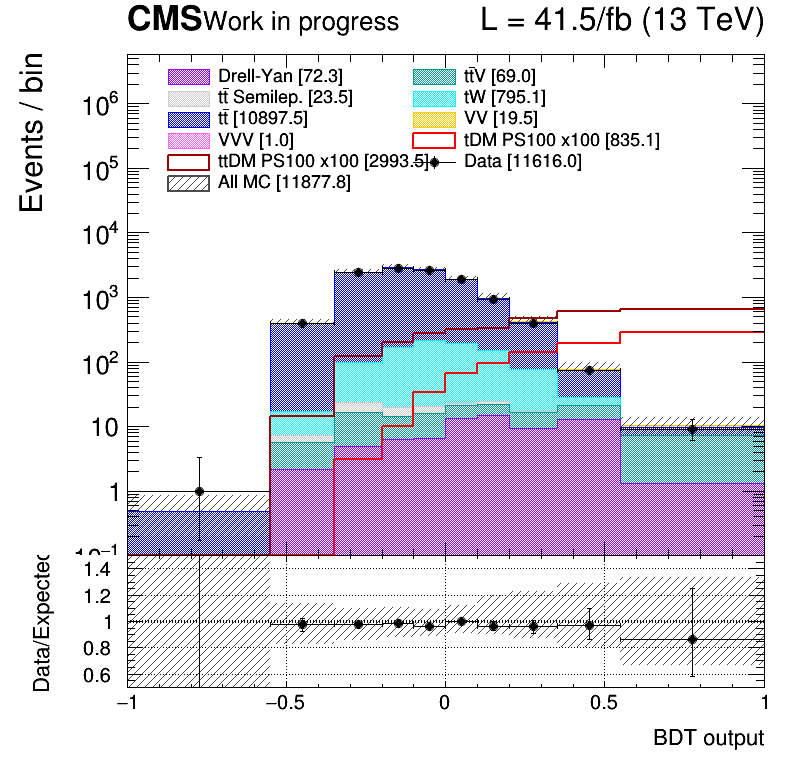 CMS Work in progress L = 41.5/fb (13 TeV)
Events / bin
Drell-Yan [72.3] tt̄V [69.0]
tt̄ Semilep. [23.5] tW [795.1]
tt̄ [10897.5] VV [19.5]
VVV [1.0] tDM PS100 x100 [835.1]
ttDM PS100 x100 [2993.5] Data [11616.0]
All MC [11877.8]
10⁶
10⁵
10⁴
10³
10²
10
1
10⁻¹
Data/Expected
1.4
1.2
1
0.8
0.6
−1 −0.5 0 0.5 1
BDT output